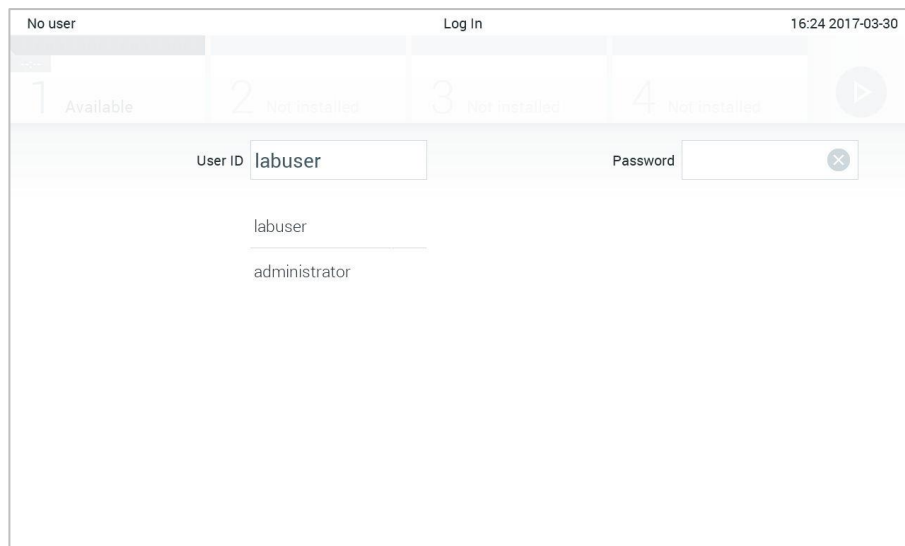 No user Log In 16:24 2017-03-30
1 Available 2 Not installed 3 Not installed 4 Not installed
User ID labuser Password
labuser
administrator